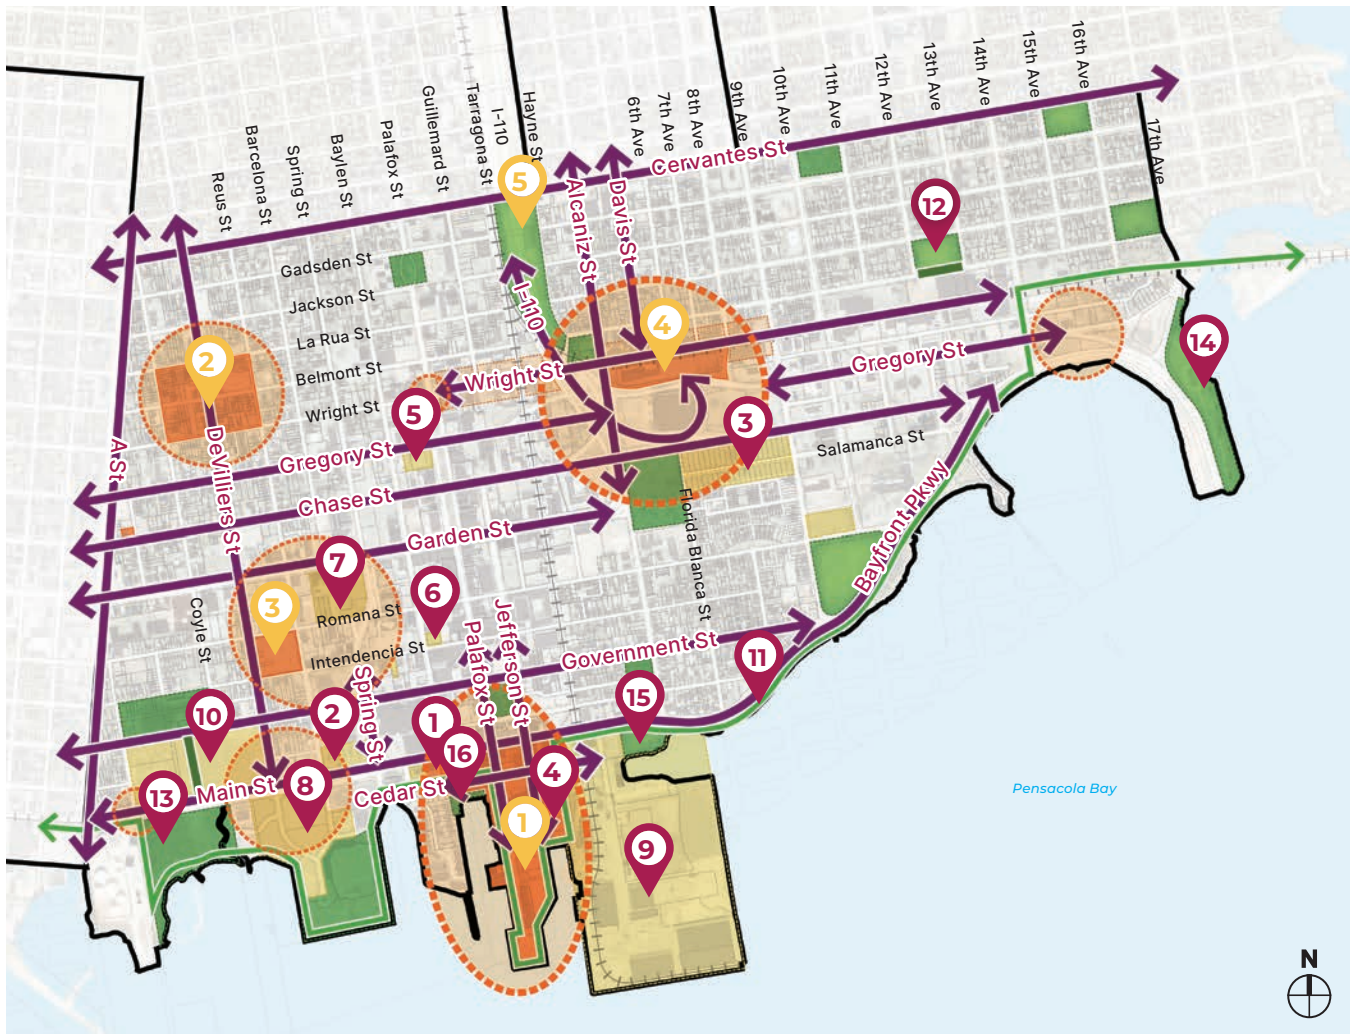 16th Ave
15th Ave
14th Ave
13th Ave
12th Ave
11th Ave
10th Ave
9th Ave
8th Ave
7th Ave
6th Ave
Hayne St
I-110
Tarragona St
Guillemard St
Palafox St
Baylen St
Spring St
Barcelona St
Reus St
17th Ave
Cervantes St
5
Alcaniz St
Davis St
12
Gadsden St
Jackson St
La Rua St
Belmont St
Wright St
I-110
4
14
2
Wright St
Gregory St
5
3
Salamanca St
A St
DeVilliers St
Gregory St
Chase St
Garden St
Florida Blanca St
Bayfront Pkwy
7
3
6
Romana St
Coyle St
Intendencia St
Jefferson St
Palafox St
Government St
11
Spring St
15
10
2
1
16
4
13
Main St
8
Cedar St
1
9
Pensacola Bay
N